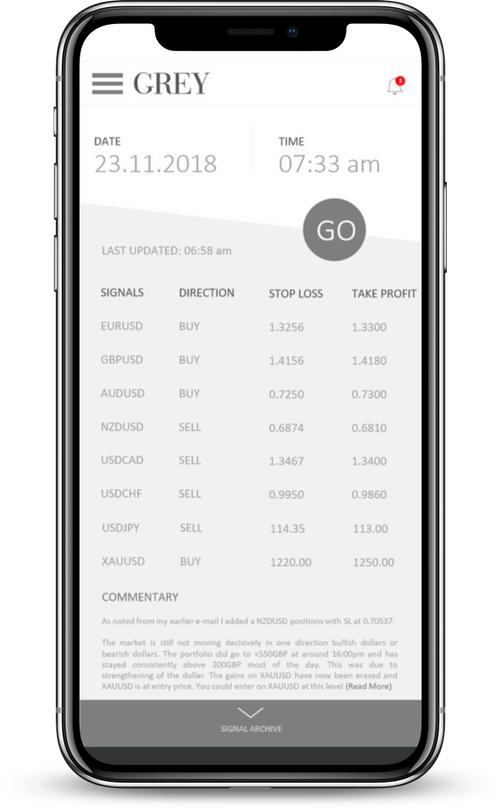 GREY
3
DATE
TIME
23.11.2018
07:33 am
GO
LAST UPDATED: 06:58 am
SIGNALS DIRECTION STOP LOSS TAKE PROFIT
EURUSD BUY 1.3256 1.3300
GBPUSD BUY 1.4156 1.4180
AUDUSD BUY 0.7250 0.7300
NZDUSD SELL 0.6874 0.6810
USDCAD SELL 1.3467 1.3400
USDCHF SELL 0.9950 0.9860
USDJPY SELL 114.35 113.00
XAUUSD BUY 1220.00 1250.00
COMMENTARY
As noted from my earlier e-mail I added a NZDUSD positions with SL at 0.70537.
The market is still not moving decisively in one direction bullish dollars or
bearish dollars. The portfolio did go to +550GBP at around 16:00pm and has
stayed consistently above 200GBP most of the day. This was due to
strengthening of the dollar. The gains on XAUUSD have now been erased and
XAUUSD is at entry price. You could enter on XAUUSD at this level (Read More)
SIGNAL ARCHIVE